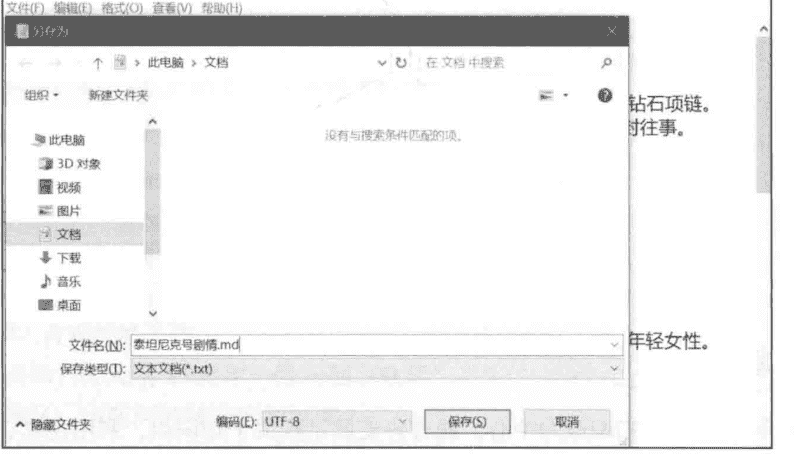 文件(F) 编辑(E) 格式(O) 查看(V) 帮助(H)
另存为
此电脑 > 文档
在 文档 中搜索
组织 新建文件夹
钻石项链。
时往事。
没有与搜索条件匹配的项。
此电脑
3D 对象
视频
图片
文档
下载
音乐
桌面
年轻女性。
文件名(N): 泰坦尼克号剧情.md
保存类型(T): 文本文档(*.txt)
隐藏文件夹
编码(E): UTF-8
保存(S)
取消